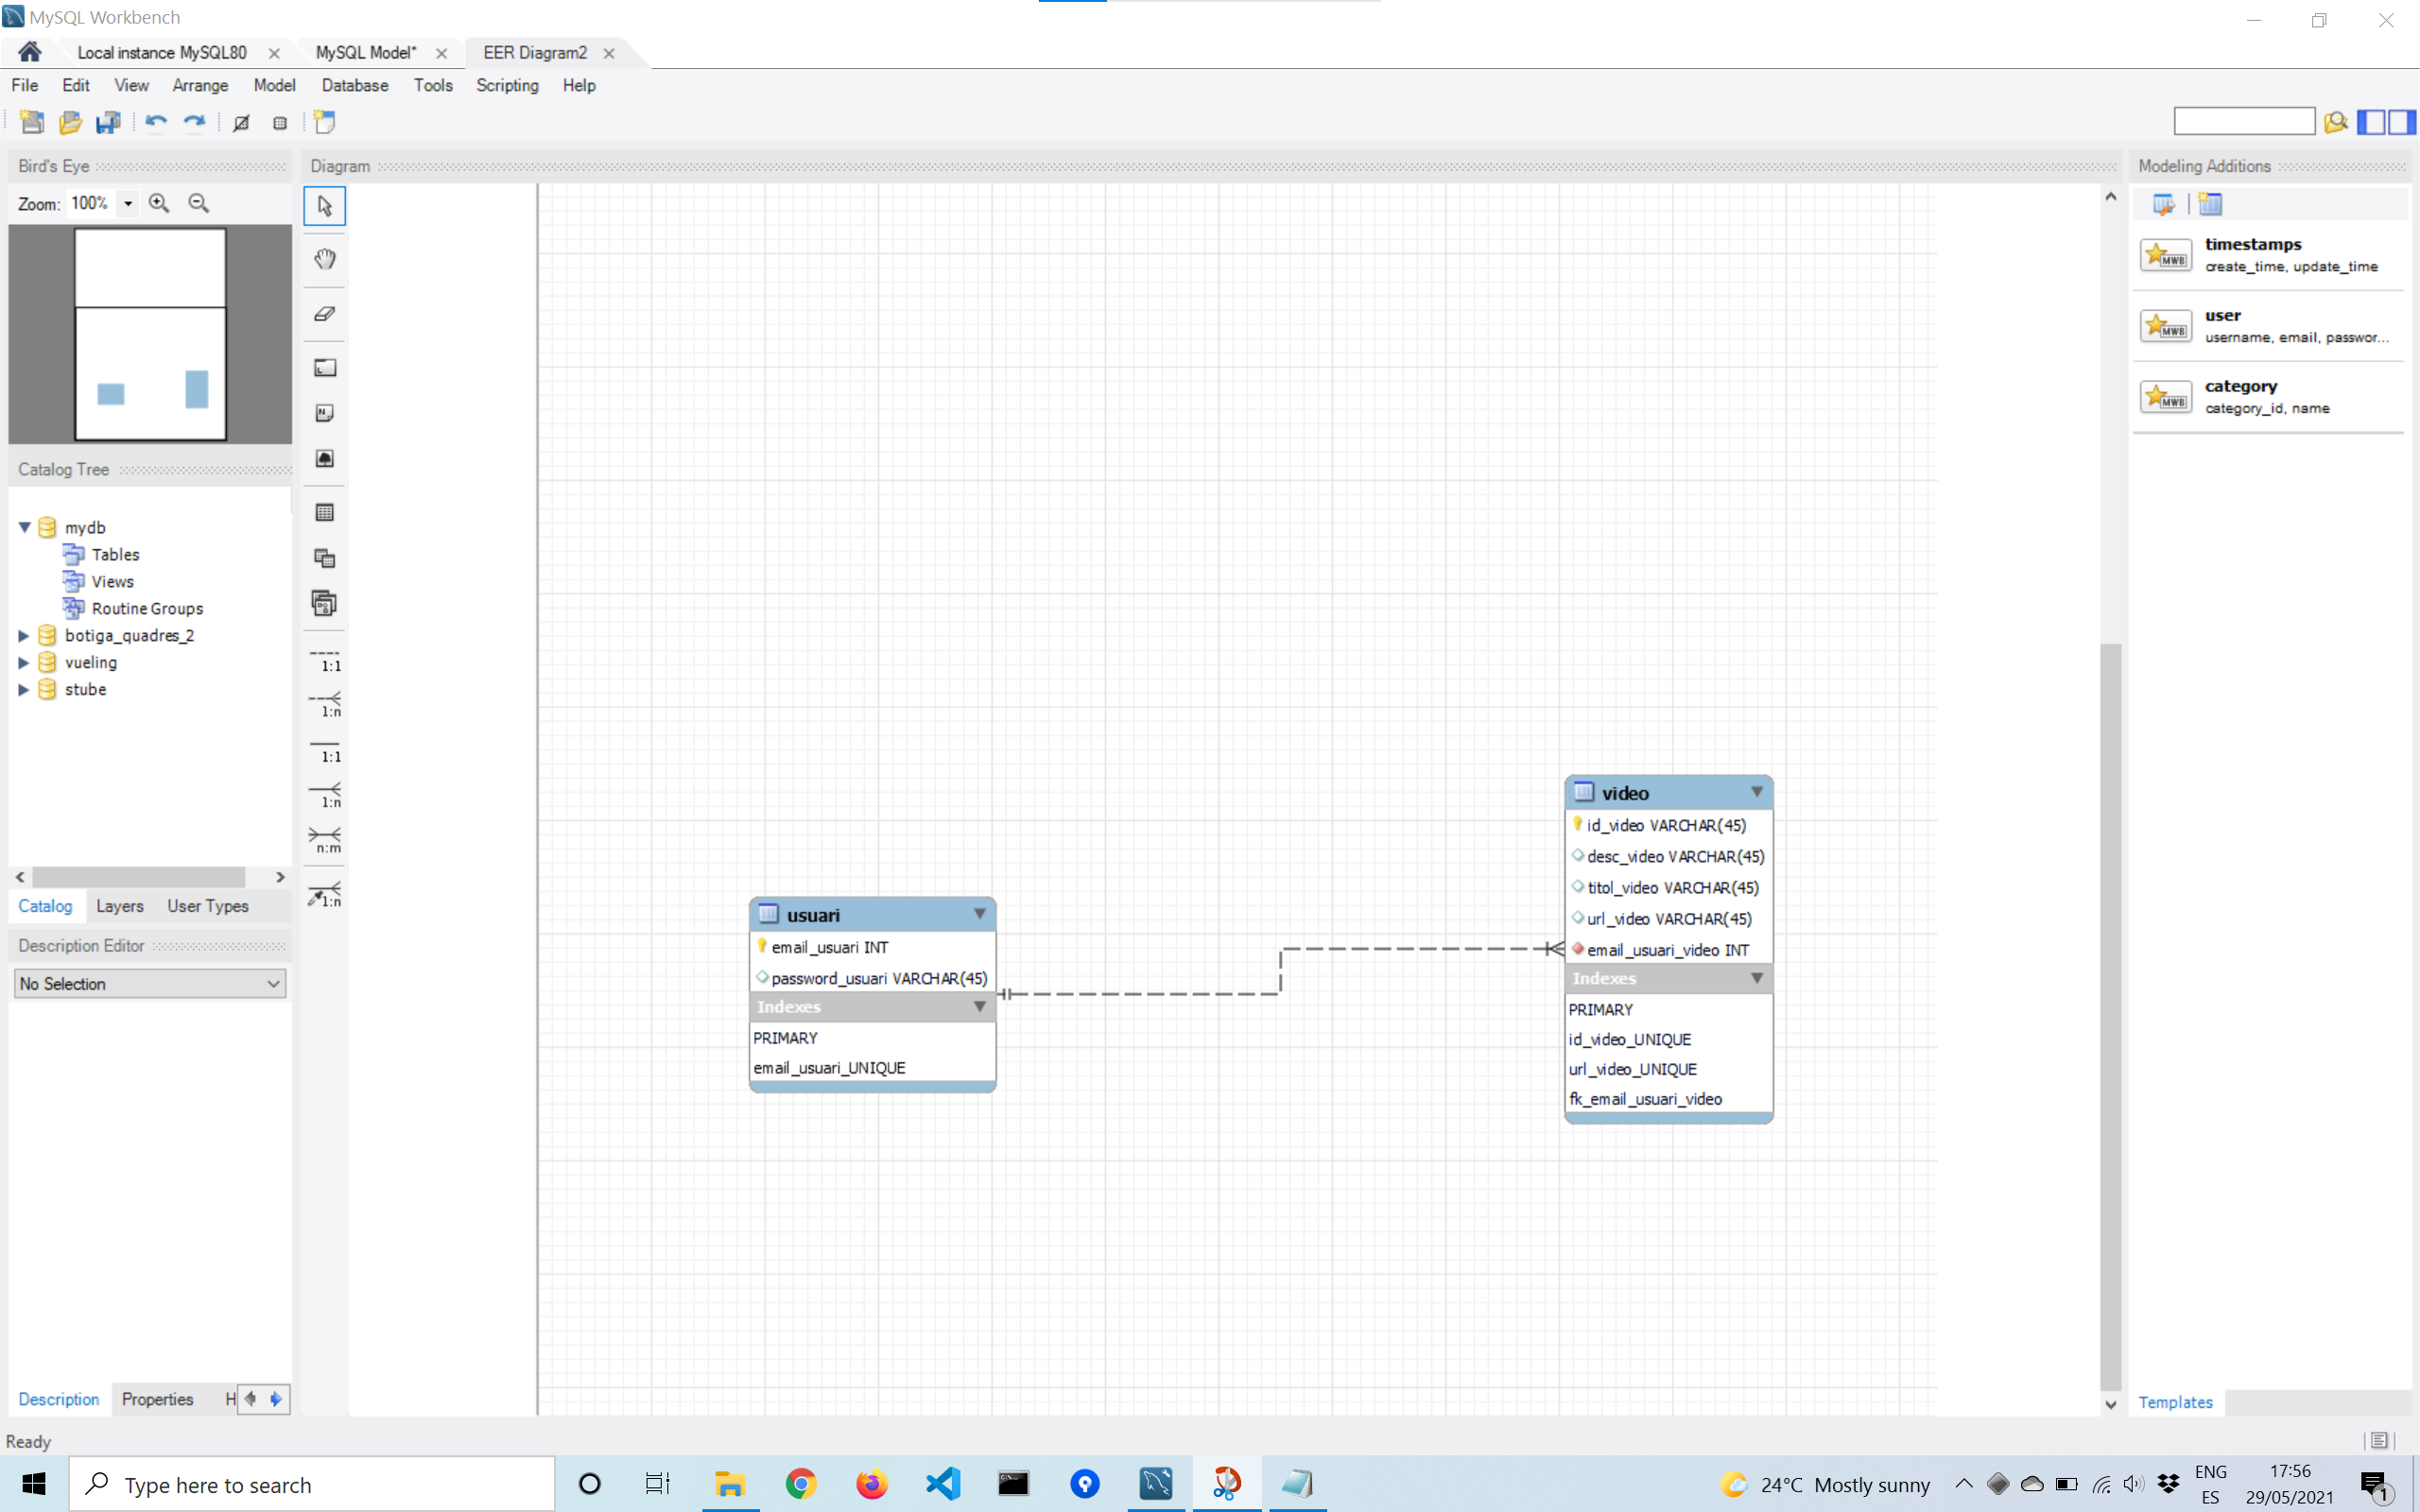 MySQL Workbench
Local instance MySQL80
MySQL Model*
EER Diagram2
File Edit View Arrange Model Database Tools Scripting Help
Bird's Eye
Zoom: 100%
Catalog Tree
mydb
Tables
Views
Routine Groups
botiga_quadres_2
vueling
stube
Catalog Layers User Types
Description Editor
No Selection
Description Properties H
Ready
Diagram
1:1
1:n
1:1
1:n
n:m
1:n
usuari
email_usuari INT
password_usuari VARCHAR(45)
Indexes
PRIMARY
email_usuari_UNIQUE
video
id_video VARCHAR(45)
desc_video VARCHAR(45)
titol_video VARCHAR(45)
url_video VARCHAR(45)
email_usuari_video INT
Indexes
PRIMARY
id_video_UNIQUE
url_video_UNIQUE
fk_email_usuari_video
Modeling Additions
MWB
timestamps
create_time, update_time
MWB
user
username, email, passwor...
MWB
category
category_id, name
Templates
Type here to search
24°C Mostly sunny
ENG
ES
17:56
29/05/2021
1